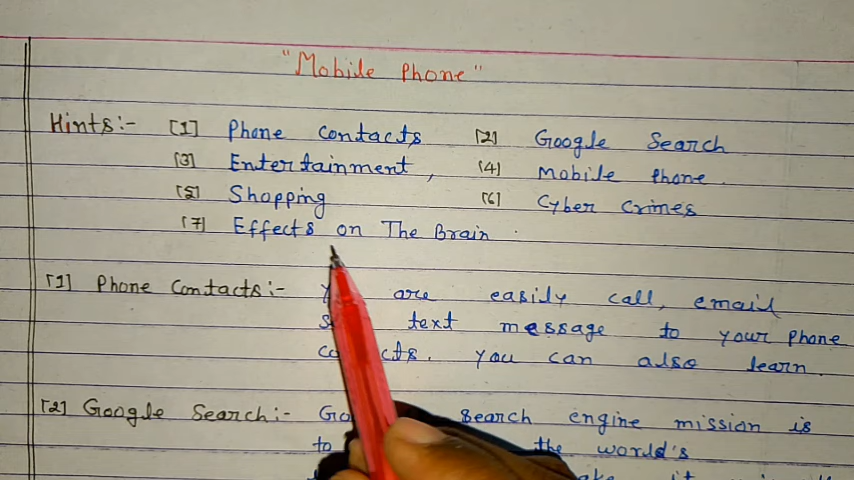 "Mobile Phone"
Hints:- [1] Phone contacts [2] Google Search
[3] Entertainment, [4] Mobile phone.
[5] Shopping [6] Cyber crimes
[7] Effects on The Brain.
[1] Phone Contacts:- are easily call, email
text message to your phone
You can also learn.
[2] Google Search:- search engine mission is
to the world's
it